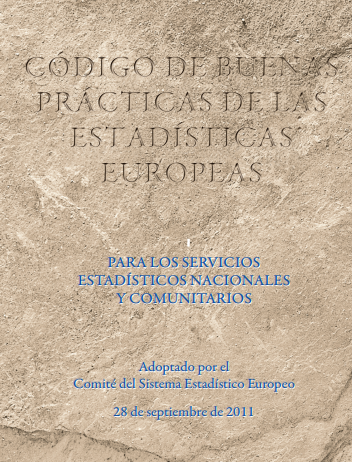 CÓDIGO DE BUENAS
PRÁCTICAS DE LAS
ESTADÍSTICAS
EUROPEAS
PARA LOS SERVICIOS
ESTADÍSTICOS NACIONALES
Y COMUNITARIOS
Adoptado por el
Comité del Sistema Estadístico Europeo
28 de septiembre de 2011